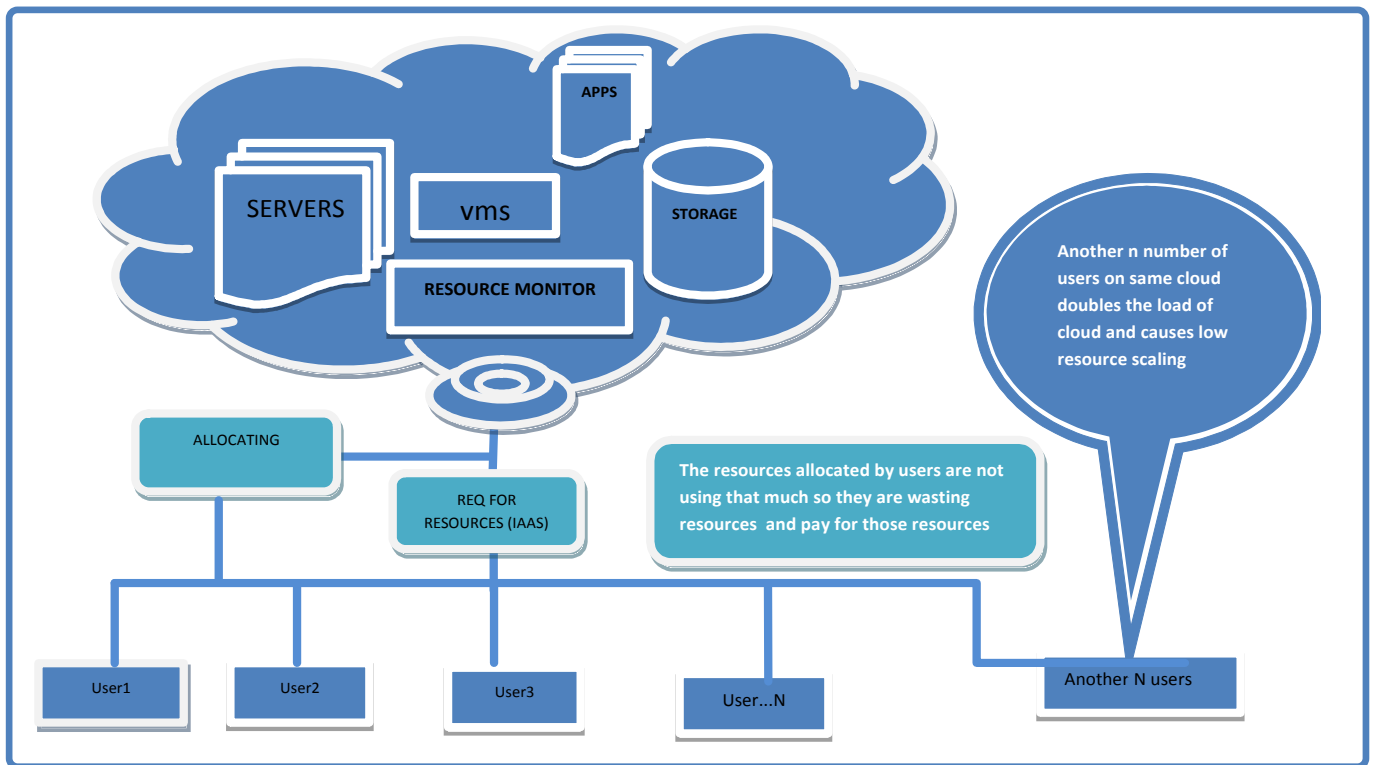 APPS
SERVERS
vms
STORAGE
RESOURCE MONITOR
Another n number of
users on same cloud
doubles the load of
cloud and causes low
resource scaling
ALLOCATING
REQ FOR
RESOURCES (IAAS)
The resources allocated by users are not
using that much so they are wasting
resources and pay for those resources
User1
User2
User3
User...N
Another N users